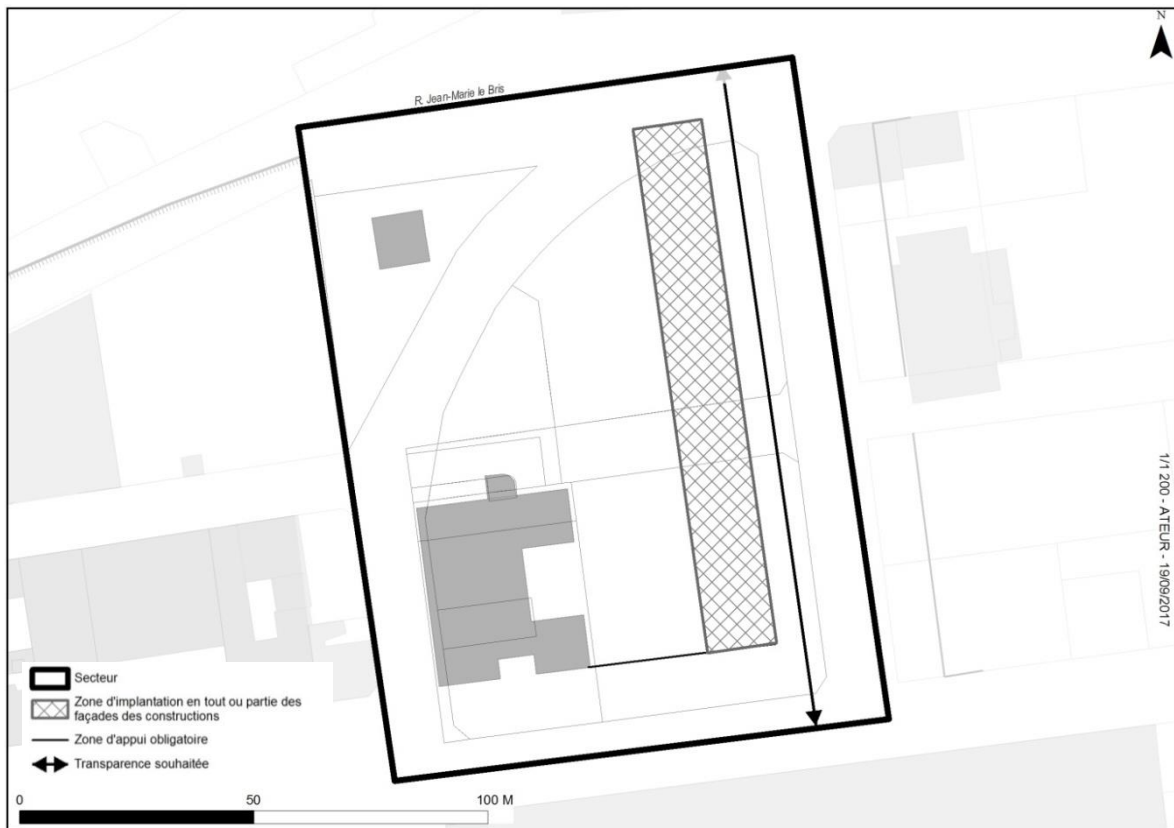 N
R. Jean-Marie le Bris
1/1 200 - ATEUR - 19/09/2017
Secteur
Zone d'implantation en tout ou partie des
façades des constructions
Zone d'appui obligatoire
Transparence souhaitée
0 50 100 M